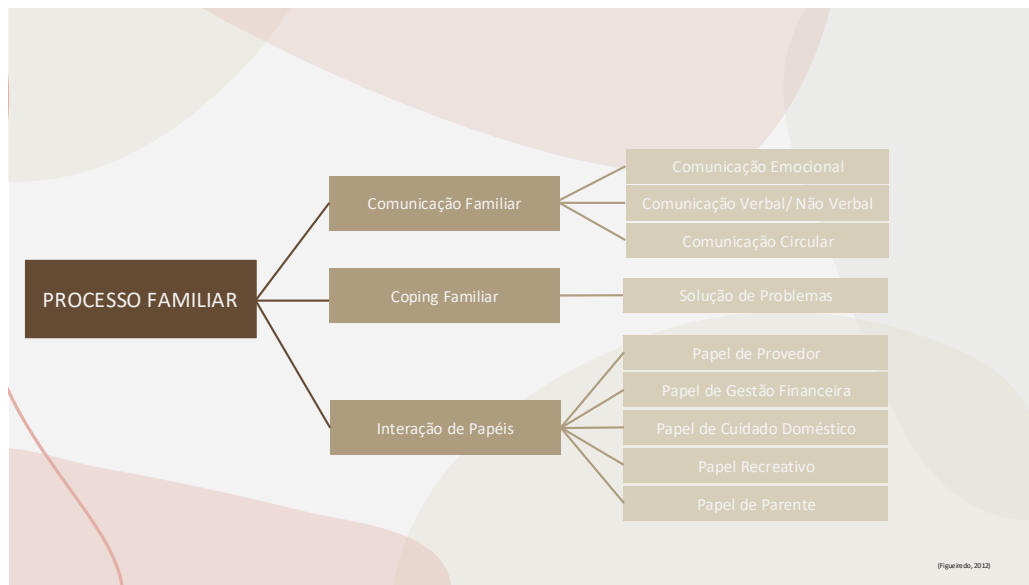 PROCESSO FAMILIAR
Comunicação Familiar
Comunicação Emocional
Comunicação Verbal/ Não Verbal
Comunicação Circular
Coping Familiar
Solução de Problemas
Interação de Papéis
Papel de Provedor
Papel de Gestão Financeira
Papel de Cuidado Doméstico
Papel Recreativo
Papel de Parente
(Figueiredo, 2012)